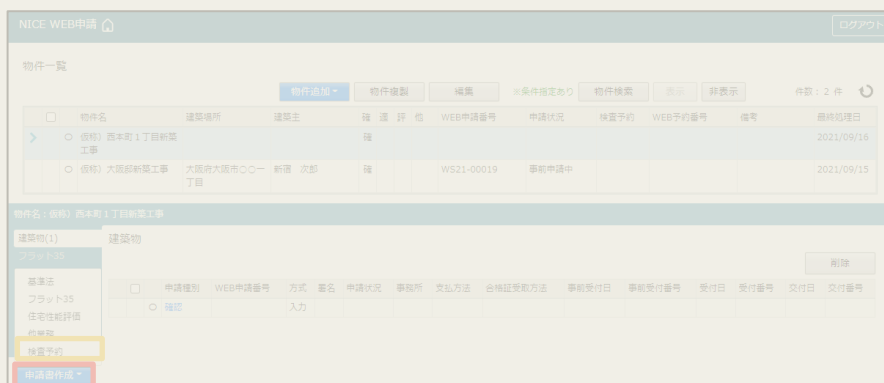 NICE WEB申請
ログアウト
物件一覧
物件追加 物件複製 編集 ※条件指定あり 物件検索 表示 非表示 件数：2 件
物件名 建築場所 建築主 確 適 評 他 WEB申請番号 申請状況 検査予約 WEB予約番号 備考 最終処理日
仮称）西本町１丁目新築工事 確 2021/09/16
仮称）大阪邸新築工事 大阪府大阪市○○一丁目 新環 次郎 確 WS21-00019 事前申請中 2021/09/15
物件名：仮称）西本町１丁目新築工事
建築物(1)
フラット35
建築物
削除
申請種別 WEB申請番号 方式 署名 申請状況 事務所 支払方法 合格証受取方法 事前受付日 事前受付番号 受付日 受付番号 交付日 交付番号
確認 入力
基準法
フラット35
住宅性能評価
他業務
検査予約
申請書作成